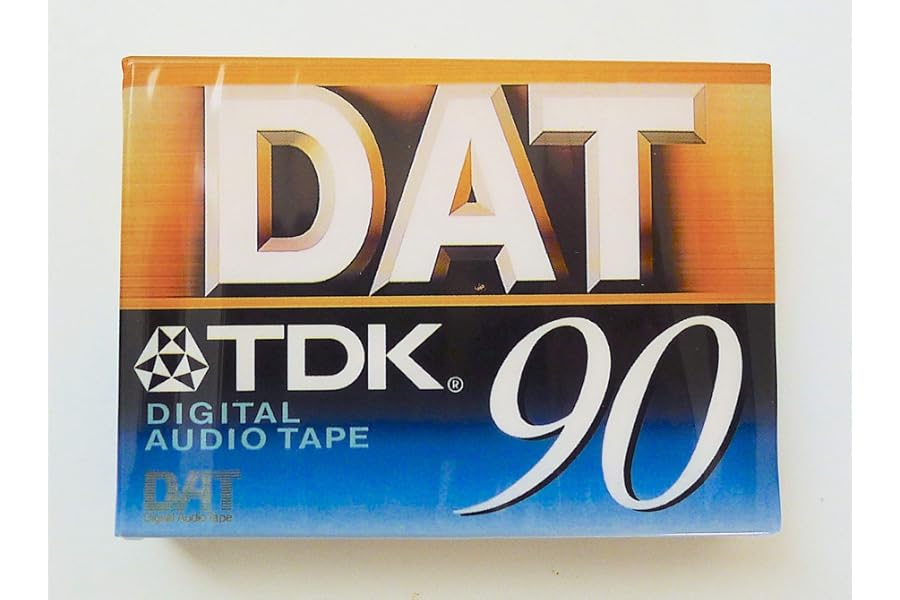 DAT
TDK®
90
DIGITAL
AUDIO TAPE
DAT
Digital Audio Tape